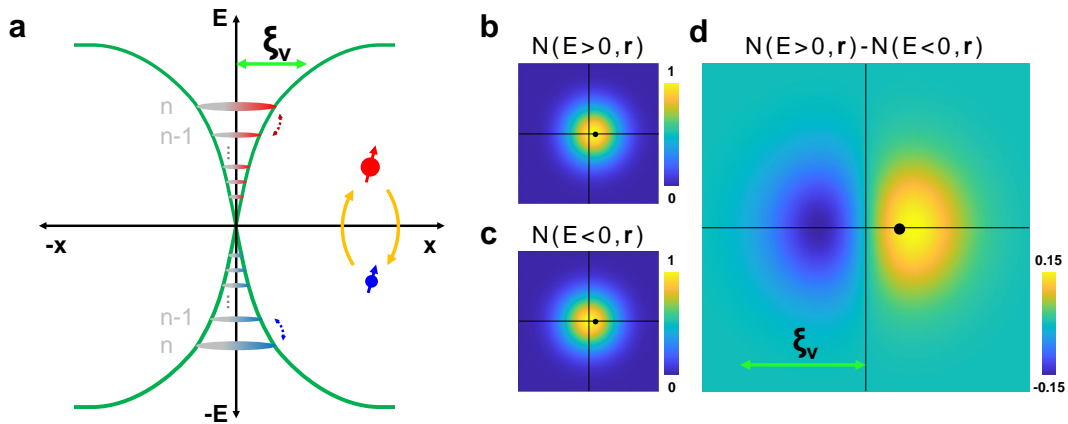 a
E
ξv
n
n-1
-x
x
n-1
n
-E
b
N(E>0,r)
1
0
c
N(E<0,r)
1
0
d
N(E>0,r)-N(E<0,r)
ξv
0.15
-0.15